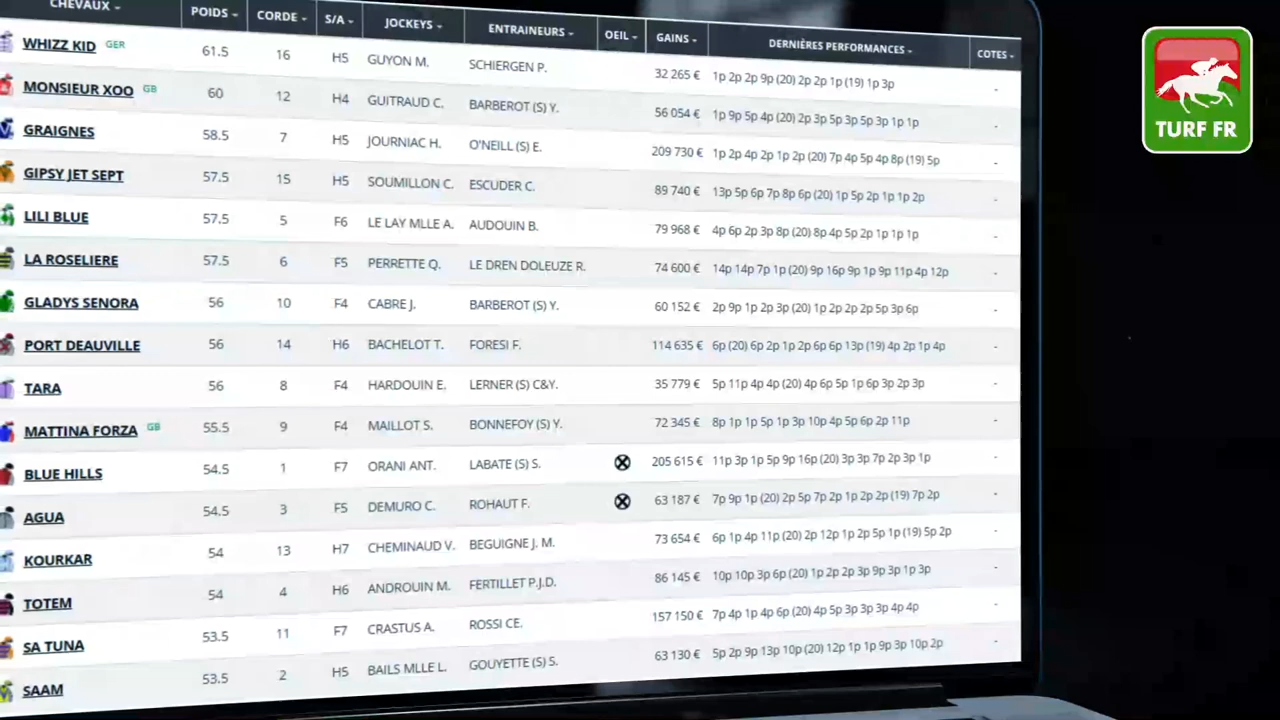 CHEVAUX POIDS CORDE S/A JOCKEYS ENTRAINEURS OEIL GAINS DERNIÈRES PERFORMANCES COTES
WHIZZ KID GER 61.5 16 H5 GUYON M. SCHIERGEN P. 32 265 € 1p 2p 2p 9p (20) 2p 2p 1p (19) 1p 3p -
MONSIEUR XOO GB 60 12 H4 GUITRAUD C. BARBEROT (S) Y. 56 054 € 1p 9p 5p 4p (20) 2p 3p 5p 3p 5p 3p 1p 1p -
GRAIGNES 58.5 7 H5 JOURNIAC H. O'NEILL (S) E. 209 730 € 1p 2p 4p 2p 1p 2p (20) 7p 4p 5p 4p 8p (19) 5p -
GIPSY JET SEPT 57.5 15 H5 SOUMILLON C. ESCUDER C. 89 740 € 13p 5p 6p 7p 8p 6p (20) 1p 5p 2p 1p 1p 2p -
LILI BLUE 57.5 5 F6 LE LAY MLLE A. AUDOUIN B. 79 968 € 4p 6p 2p 3p 8p (20) 8p 4p 5p 2p 1p 1p 1p -
LA ROSELIERE 57.5 6 F5 PERRETTE Q. LE DREN DOLEUZE R. 74 600 € 14p 14p 7p 1p (20) 9p 16p 9p 1p 9p 11p 4p 12p -
GLADYS SENORA 56 10 F4 CABRE J. BARBEROT (S) Y. 60 152 € 2p 9p 1p 2p 3p (20) 1p 2p 2p 2p 5p 3p 6p -
PORT DEAUVILLE 56 14 H6 BACHELOT T. FORESI F. 114 635 € 6p (20) 6p 2p 1p 2p 6p 6p 13p (19) 4p 2p 1p 4p -
TARA 56 8 F4 HARDOUIN E. LERNER (S) C&Y. 35 779 € 5p 11p 4p 4p (20) 4p 6p 5p 1p 6p 3p 2p 3p -
MATTINA FORZA GB 55.5 9 F4 MAILLOT S. BONNEFOY (S) Y. 72 345 € 8p 1p 1p 5p 1p 3p 10p 4p 5p 6p 2p 11p -
BLUE HILLS 54.5 1 F7 ORANI ANT. LABATE (S) S. 205 615 € 11p 3p 1p 5p 9p 16p (20) 3p 3p 7p 2p 3p 1p -
AGUA 54.5 3 F5 DEMURO C. ROHAUT F. 63 187 € 7p 9p 1p (20) 2p 5p 7p 2p 1p 2p 2p (19) 7p 2p -
KOURKAR 54 13 H7 CHEMINAUD V. BEGUIGNE J. M. 73 654 € 6p 1p 4p 11p (20) 2p 12p 1p 2p 5p 1p (19) 5p 2p -
TOTEM 54 4 H6 ANDROUIN M. FERTILLET P.J.D. 86 145 € 10p 10p 3p 6p (20) 1p 2p 2p 3p 9p 3p 1p 3p -
SA TUNA 53.5 11 F7 CRASTUS A. ROSSI CE. 157 150 € 7p 4p 1p 4p 6p (20) 4p 5p 3p 3p 3p 4p 4p -
SAAM 53.5 2 H5 BAILS MLLE L. GOUYETTE (S) S. 63 130 € 5p 2p 9p 13p 10p (20) 12p 1p 1p 9p 3p 10p 2p -
TURF FR